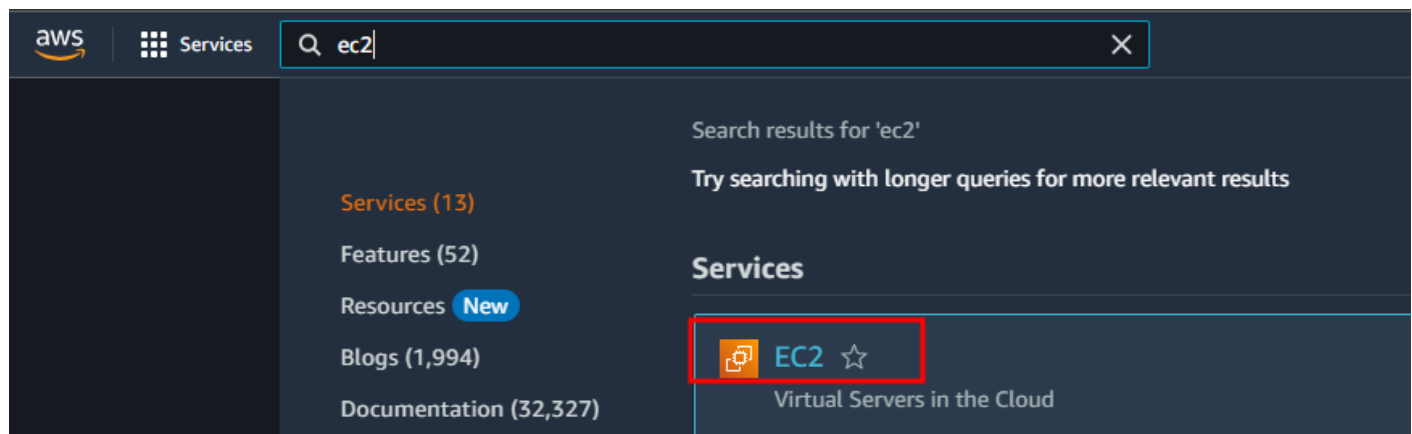 aws Services ec2
Search results for 'ec2'
Try searching with longer queries for more relevant results
Services (13)
Features (52)
Resources New
Blogs (1,994)
Documentation (32,327)
Services
EC2
Virtual Servers in the Cloud